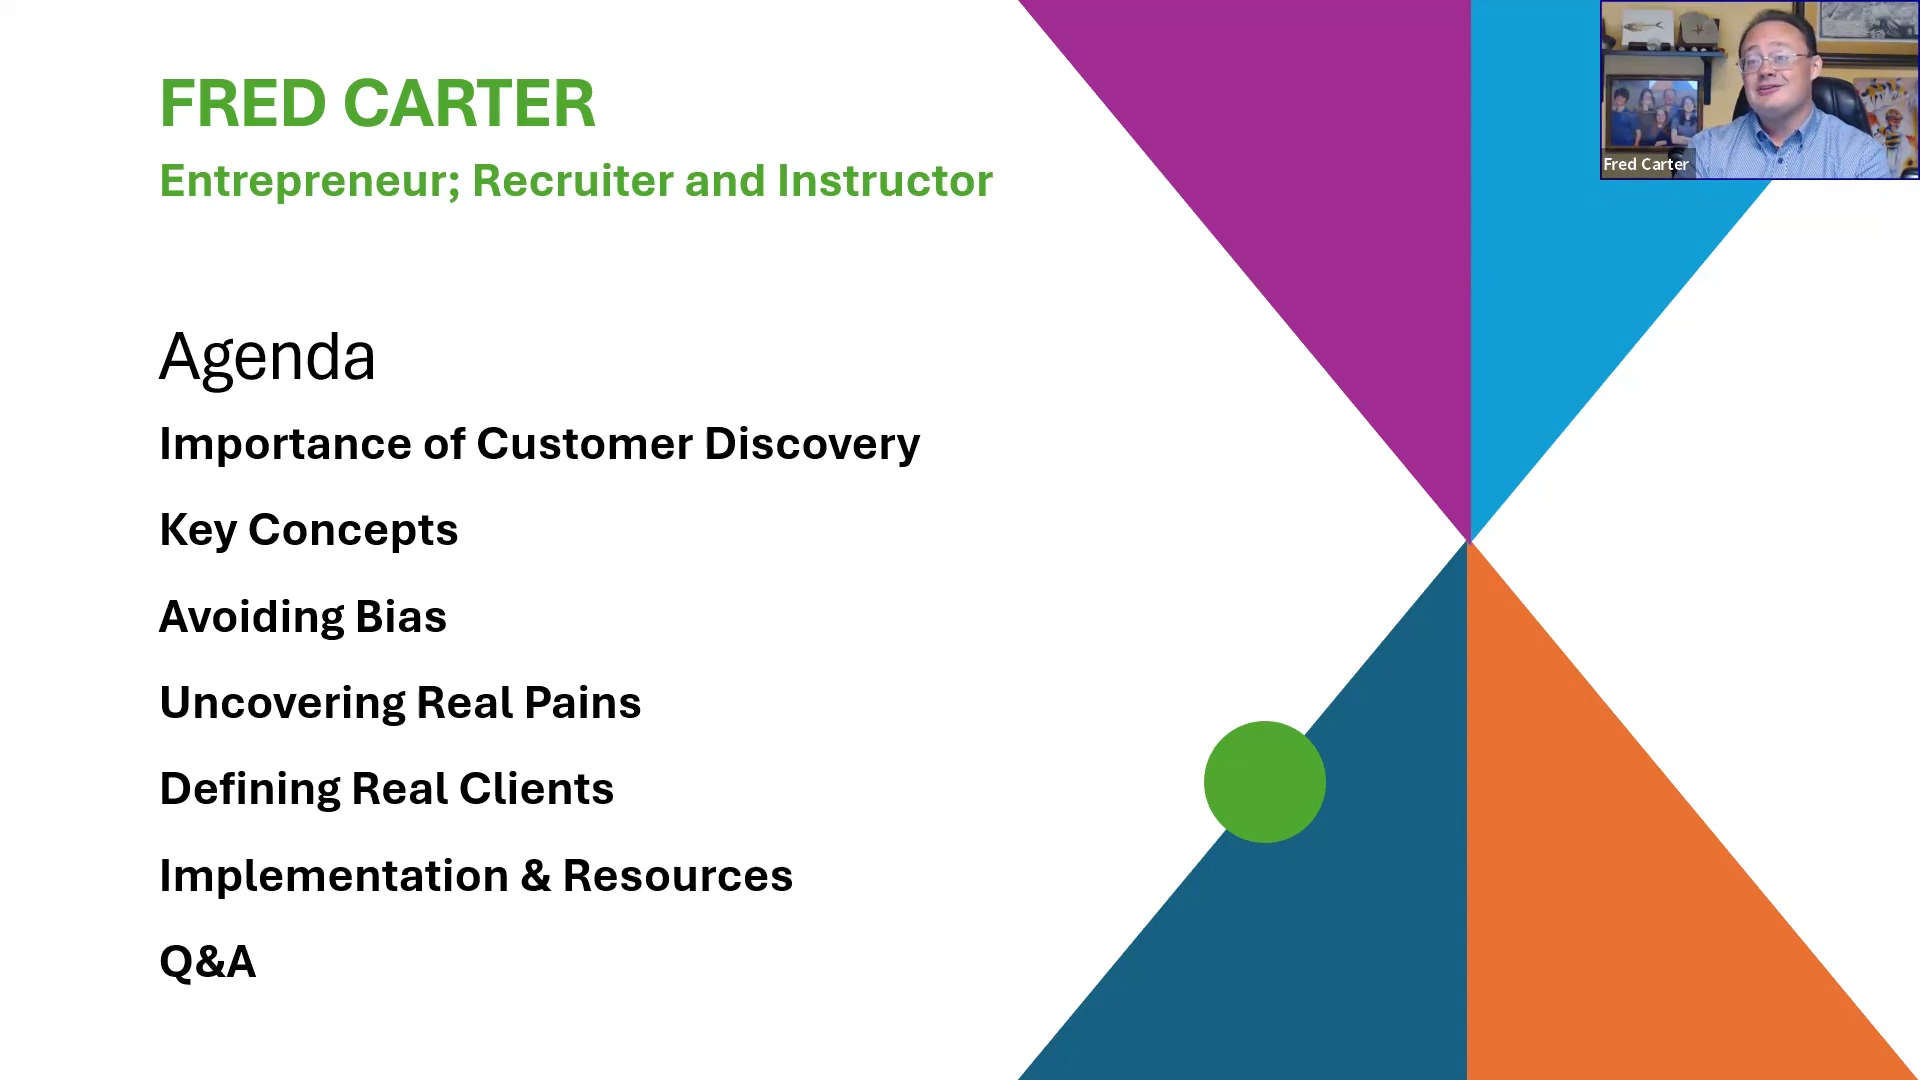 FRED CARTER
Entrepreneur; Recruiter and Instructor
Agenda
Importance of Customer Discovery
Key Concepts
Avoiding Bias
Uncovering Real Pains
Defining Real Clients
Implementation & Resources
Q&A
Fred Carter